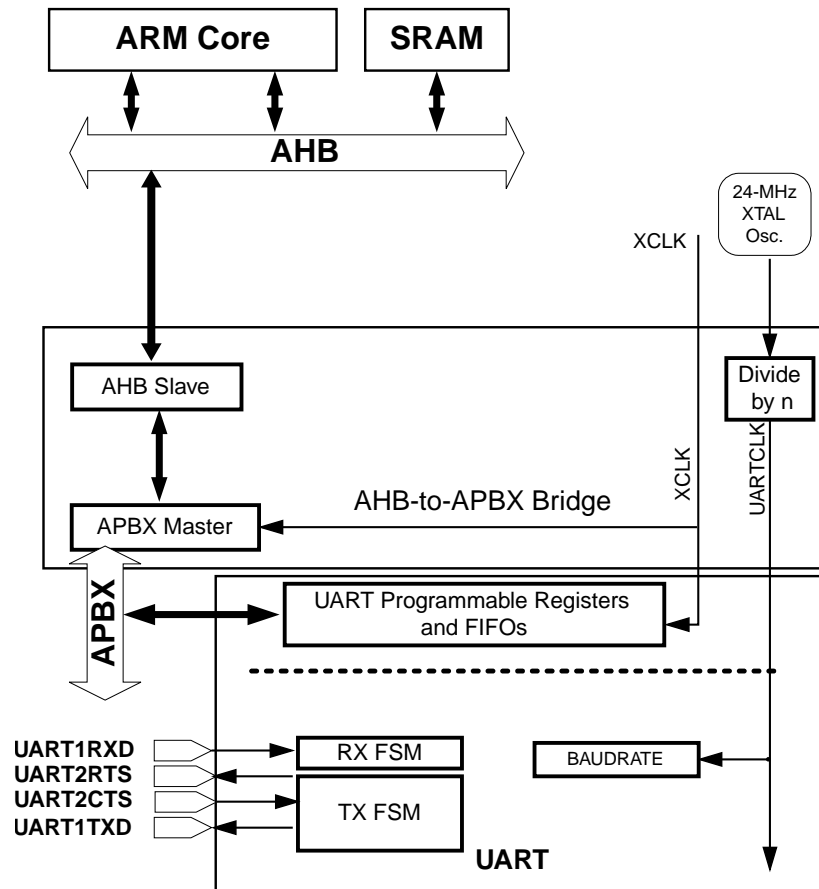 ARM Core
SRAM
AHB
24-MHz
XTAL
Osc.
XCLK
AHB Slave
Divide
by n
XCLK
UARTCLK
AHB-to-APBX Bridge
APBX Master
APBX
UART Programmable Registers
and FIFOs
UART1RXD
RX FSM
UART2RTS
BAUDRATE
UART2CTS
TX FSM
UART1TXD
UART